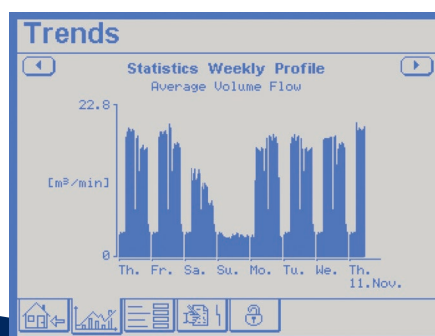 Trends
Statistics Weekly Profile
Average Volume Flow
22.8
[m³/min]
0
Th. Fr. Sa. Su. Mo. Tu. We. Th.
11.Nov.